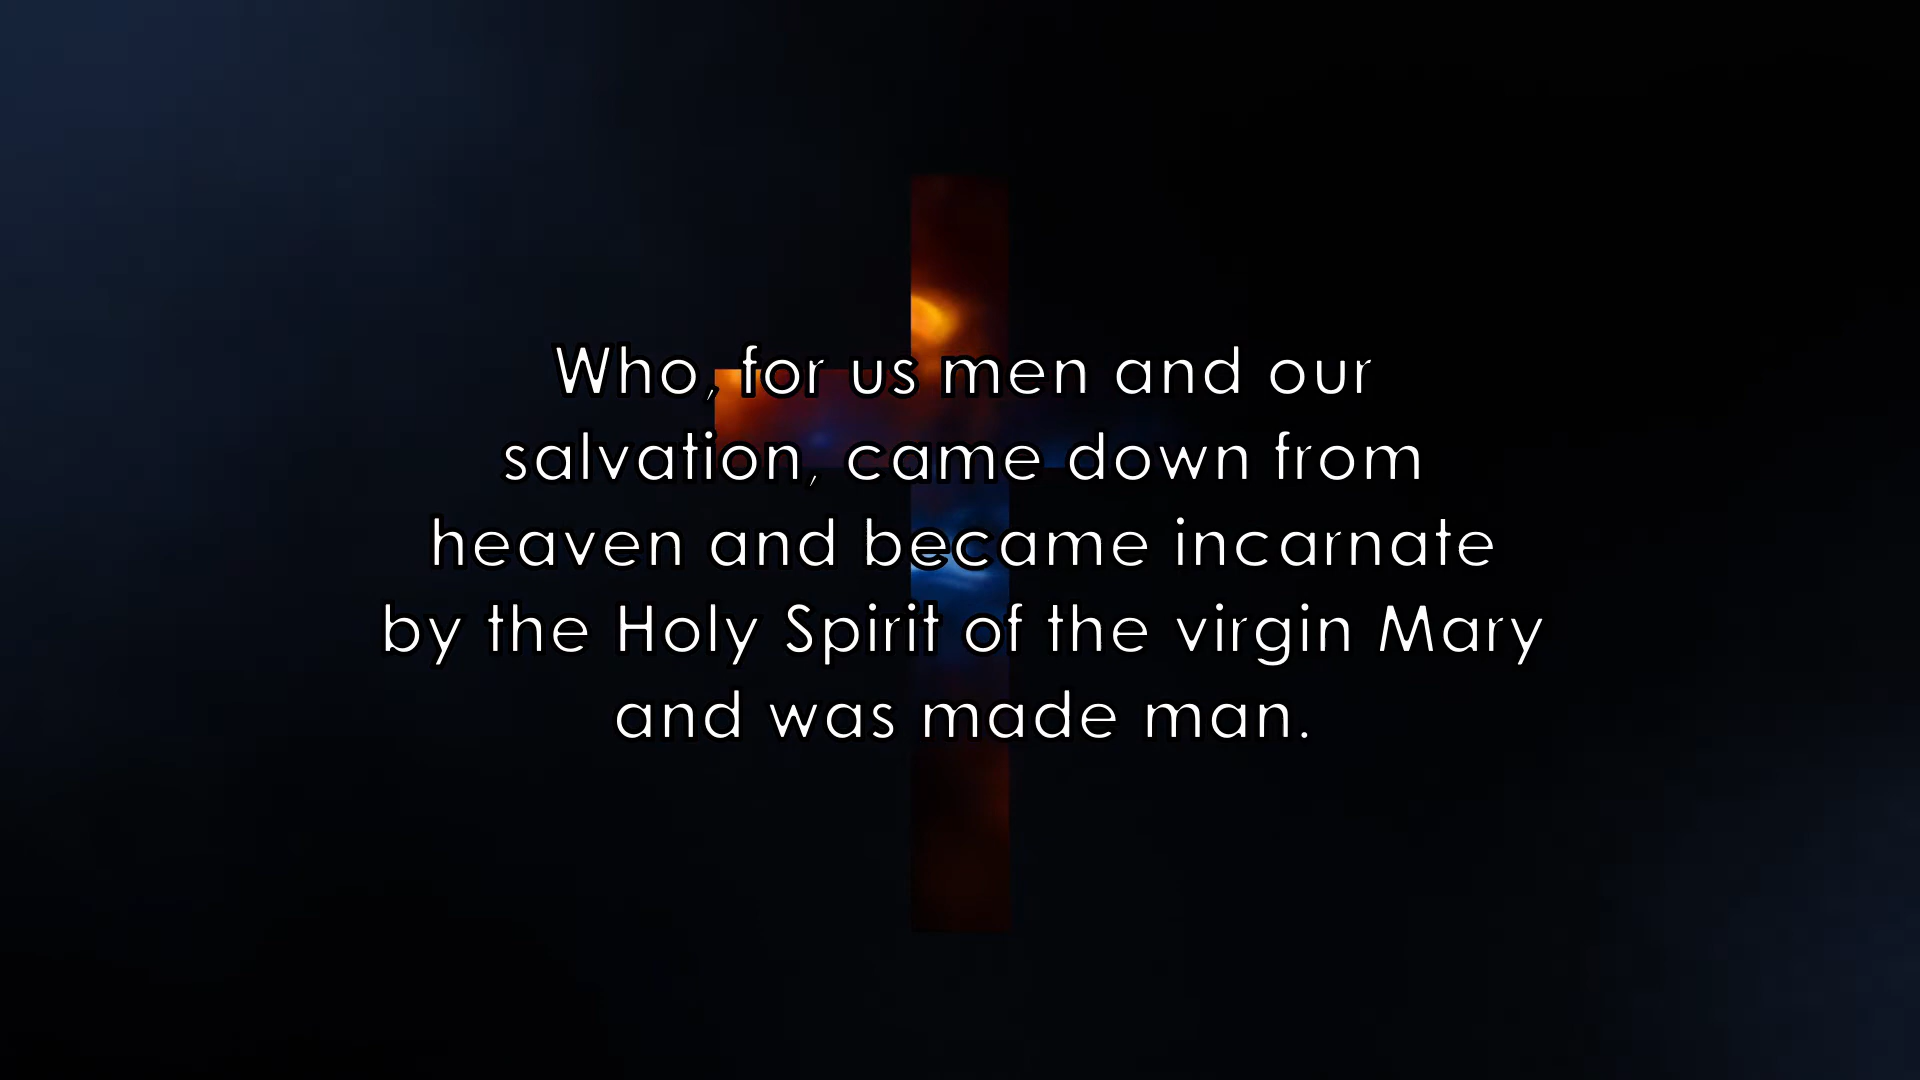 Who, for us men and our
salvation, came down from
heaven and became incarnate
by the Holy Spirit of the virgin Mary
and was made man.